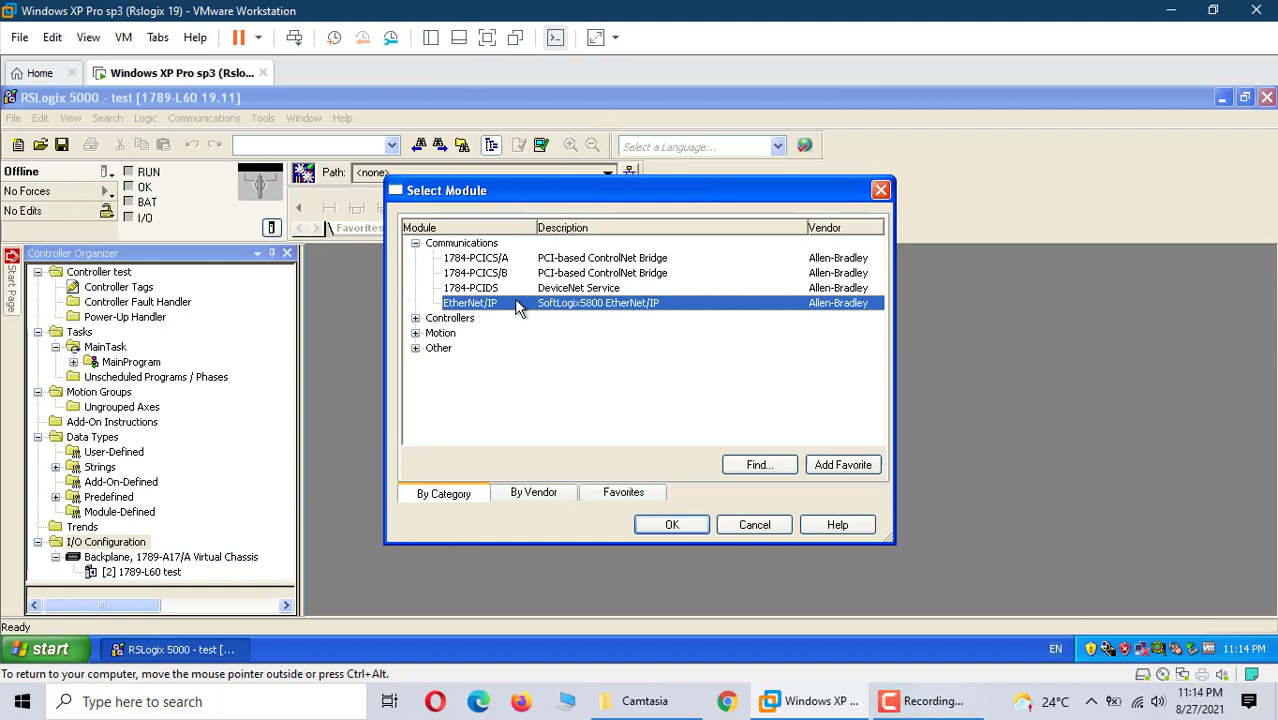 Windows XP Pro sp3 (Rslogix 19) - VMware Workstation
File Edit View VM Tabs Help
Home Windows XP Pro sp3 (Rslo...
RSLogix 5000 - test [1789-L60 19.11]
File Edit View Search Logic Communications Tools Window Help
Select a Language...
Offline RUN Path: <none>
No Forces OK
No Edits BAT
I/O Favorites
Select Module
Module Description Vendor
Communications
1784-PCICS/A PCI-based ControlNet Bridge Allen-Bradley
1784-PCICS/B PCI-based ControlNet Bridge Allen-Bradley
1784-PCIDS DeviceNet Service Allen-Bradley
EtherNet/IP SoftLogix5800 EtherNet/IP Allen-Bradley
Controllers
Motion
Other
Find... Add Favorite
By Category By Vendor Favorites
OK Cancel Help
Start Page
Controller Organizer
Controller test
Controller Tags
Controller Fault Handler
Power-Up Handler
Tasks
MainTask
MainProgram
Unscheduled Programs / Phases
Motion Groups
Ungrouped Axes
Add-On Instructions
Data Types
User-Defined
Strings
Add-On-Defined
Predefined
Module-Defined
Trends
I/O Configuration
Backplane, 1789-A17/A Virtual Chassis
[2] 1789-L60 test
Ready
start RSLogix 5000 - test [... EN 11:14 PM
To return to your computer, move the mouse pointer outside or press Ctrl+Alt.
Type here to search Camtasia Windows XP ... Recording... 24°C 11:14 PM
8/27/2021